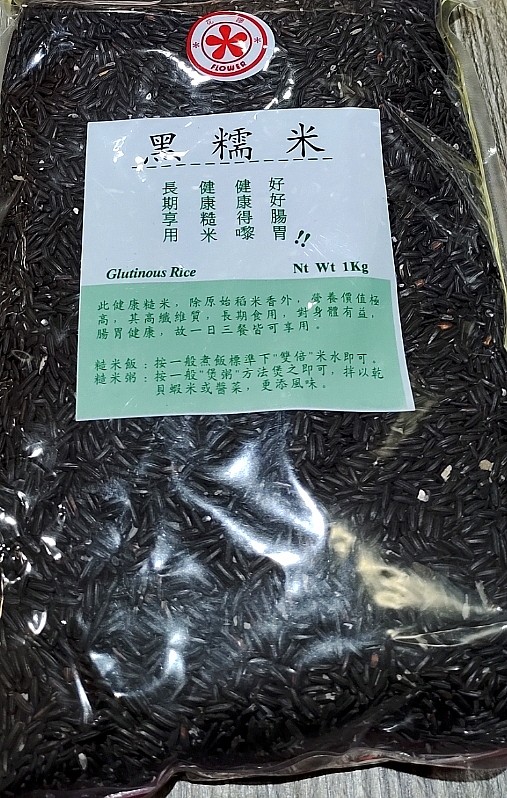 花牌
FLOWER
黑糯米
好好腸胃
健康得嚟
健康糙米
長期享用!!
Glutinous Rice
Nt Wt 1Kg
此健康糙米，除原始稻米香外，營養價值極
高，其高纖維質，長期食用，對身體有益，
腸胃健康，故一日三餐皆可享用。
糙米飯：按一般煮飯標準下"雙倍"米水即可。
糙米粥：按一般"煲粥"方法煲之即可，拌以乾
貝蝦米或醬菜，更添風味。